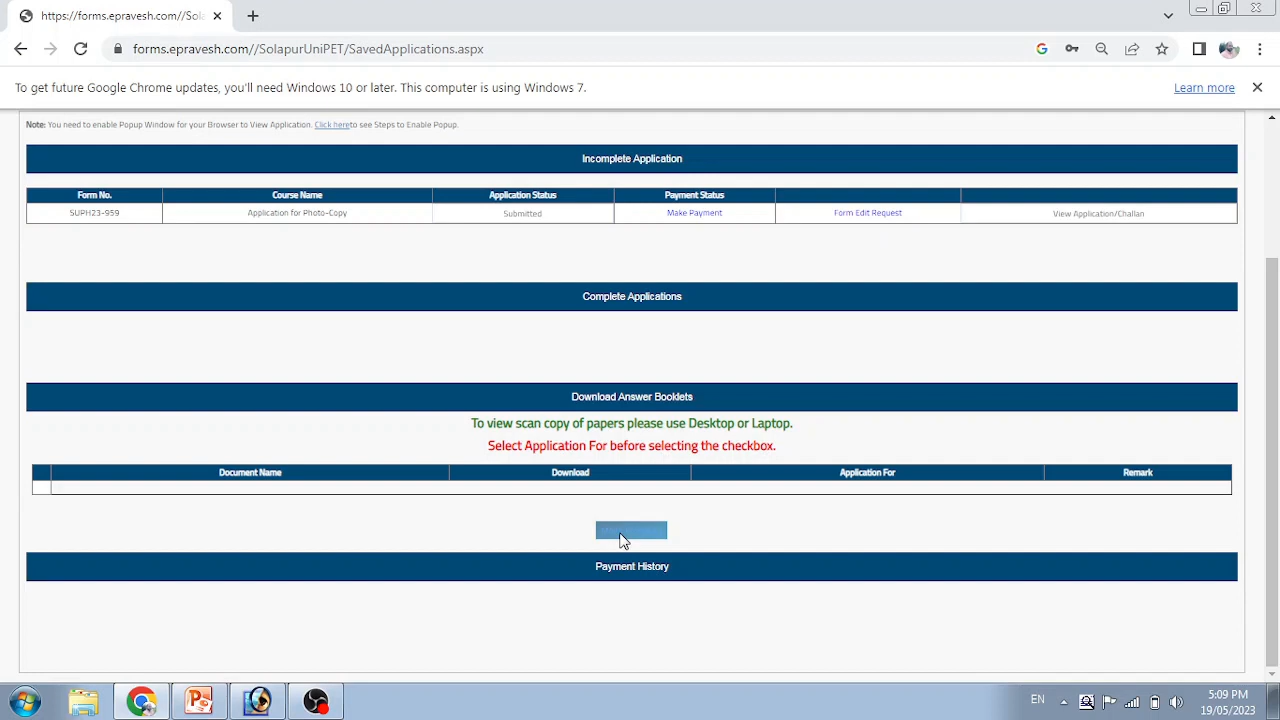 https://forms.epravesh.com/Sola
forms.epravesh.com//SolapurUniPET/SavedApplications.aspx
To get future Google Chrome updates, you'll need Windows 10 or later. This computer is using Windows 7.
Learn more
Note: You need to enable Popup Window for your Browser to View Application. Click hereto see Steps to Enable Popup.
Incomplete Application
Form No. Course Name Application Status Payment Status
SUPH23-959 Application for Photo-Copy Submitted Make Payment Form Edit Request View Application/Challan
Complete Applications
Download Answer Booklets
To view scan copy of papers please use Desktop or Laptop.
Select Application For before selecting the checkbox.
Document Name Download Application For Remark
Payment History
EN
5:09 PM
19/05/2023